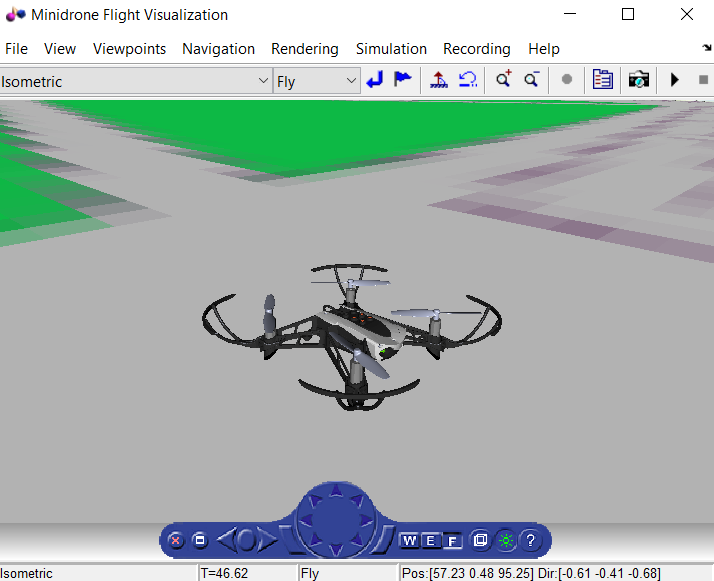 Minidrone Flight Visualization
File View Viewpoints Navigation Rendering Simulation Recording Help
Isometric Fly
W E F ?
Isometric T=46.62 Fly Pos:[57.23 0.48 95.25] Dir:[-0.61 -0.41 -0.68]